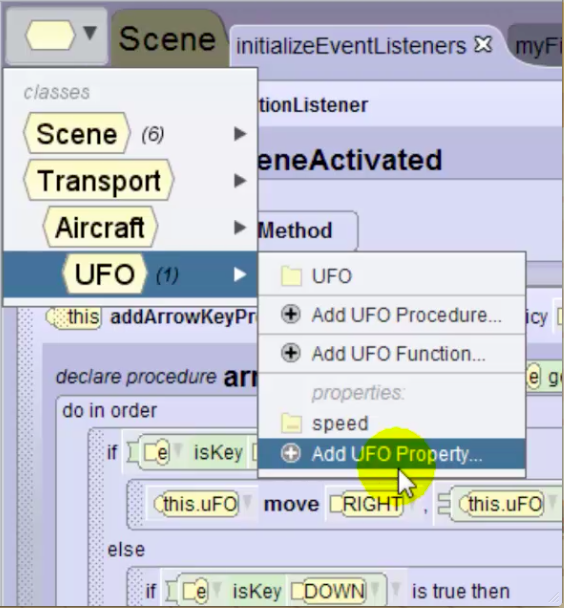 Scene
initializeEventListeners
myFi
classes
Scene (6)
Transport
Aircraft
UFO (1)
tionListener
eneActivated
Method
UFO
Add UFO Procedure...
Add UFO Function...
properties:
speed
Add UFO Property...
this addArrowKeyPr
icy
declare procedure arr
e g
do in order
if e isKey
this.uFO move RIGHT , this.uFO
else
if e isKey DOWN is true then